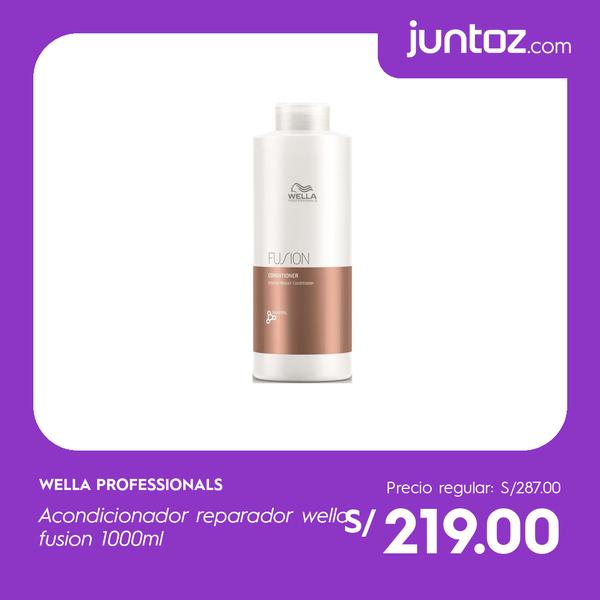 juntoz.com
WELLA
FUSION
CONDITIONER
WELLA PROFESSIONALS
Precio regular: S/287.00
Acondicionador reparador wella
fusion 1000ml
S/ 219.00